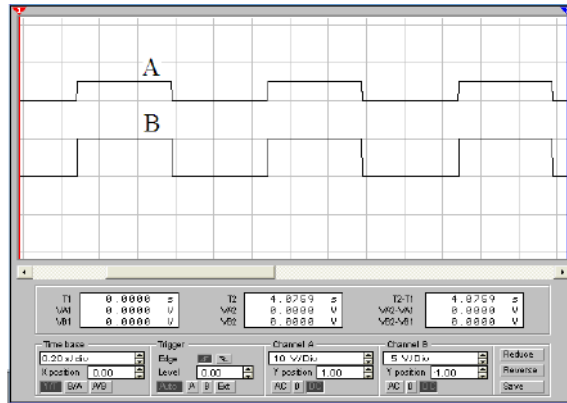 A
B
T1 0.0000 s T2 4.0769 s T2-T1 4.0769 s
VA1 0.0000 V VA2 0.0000 V VA2-VA1 0.0000 V
VB1 0.0000 V VB2 0.0000 V VB2-VB1 0.0000 V
Time base Trigger Channel A Channel B
0.20s/div Edge 10 V/Div 5 V/Div Reduce
X position 0.00 Level 0.00 Y position 1.00 Y position -1.00 Reverse
Y/T B/A A/B Auto A B Ext AC 0 DC AC 0 DC Save